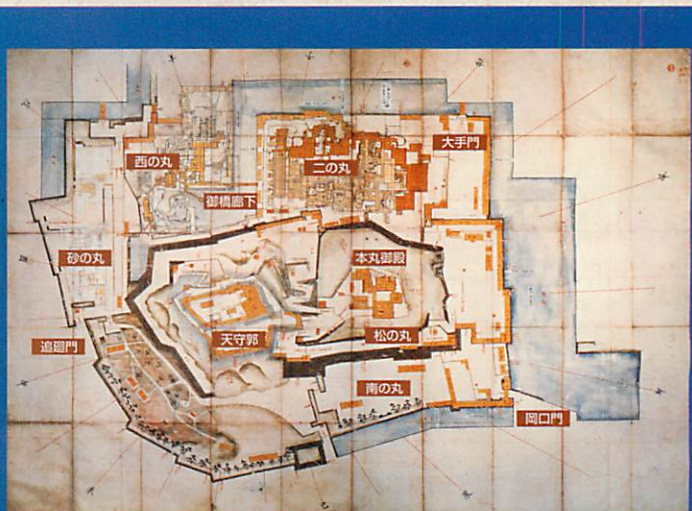 大手門
西の丸
二の丸
御橋廊下
砂の丸
本丸御殿
天守郭
松の丸
追廻門
南の丸
岡口門